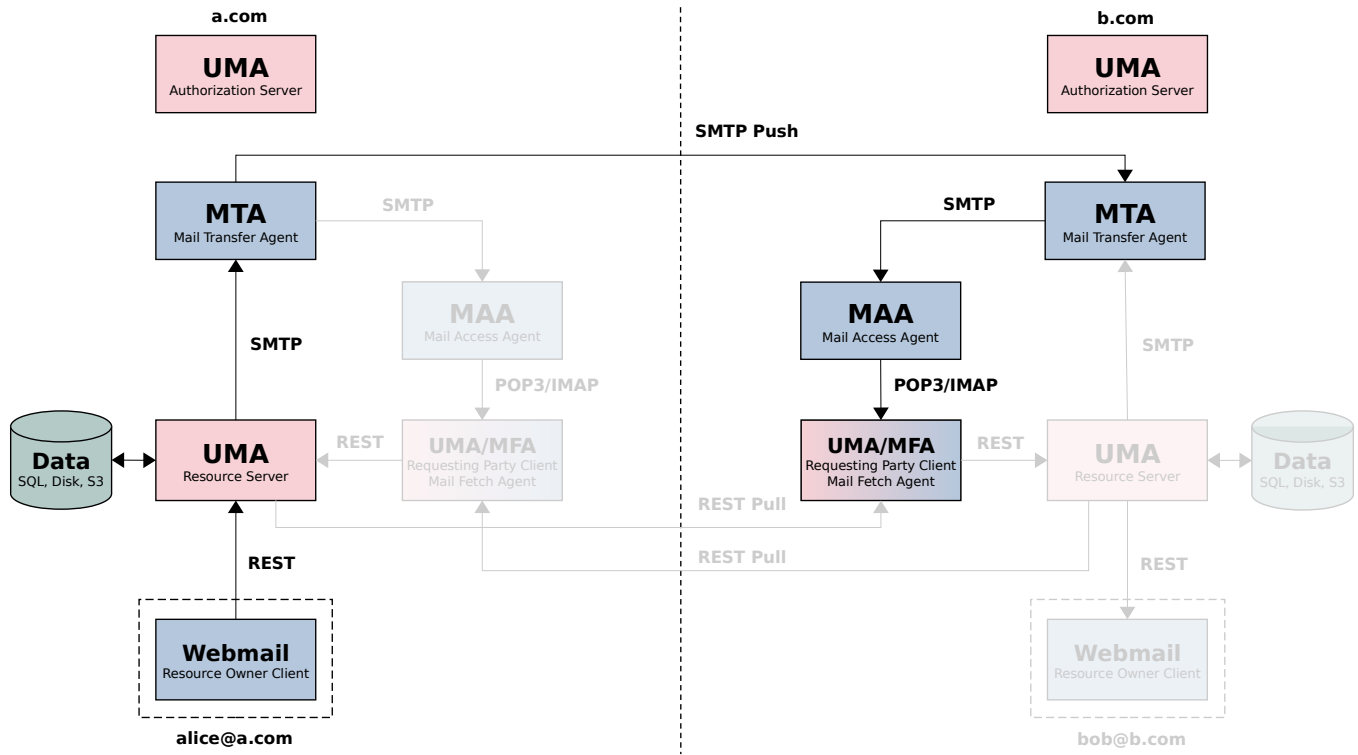 a.com
b.com
UMA
Authorization Server
UMA
Authorization Server
SMTP Push
MTA
Mail Transfer Agent
SMTP
SMTP
MTA
Mail Transfer Agent
MAA
Mail Access Agent
MAA
Mail Access Agent
SMTP
SMTP
POP3/IMAP
POP3/IMAP
Data
SQL, Disk, S3
UMA
Resource Server
REST
UMA/MFA
Requesting Party Client
Mail Fetch Agent
UMA/MFA
Requesting Party Client
Mail Fetch Agent
REST
UMA
Resource Server
Data
SQL, Disk, S3
REST Pull
REST Pull
REST
REST
Webmail
Resource Owner Client
Webmail
Resource Owner Client
alice@a.com
bob@b.com